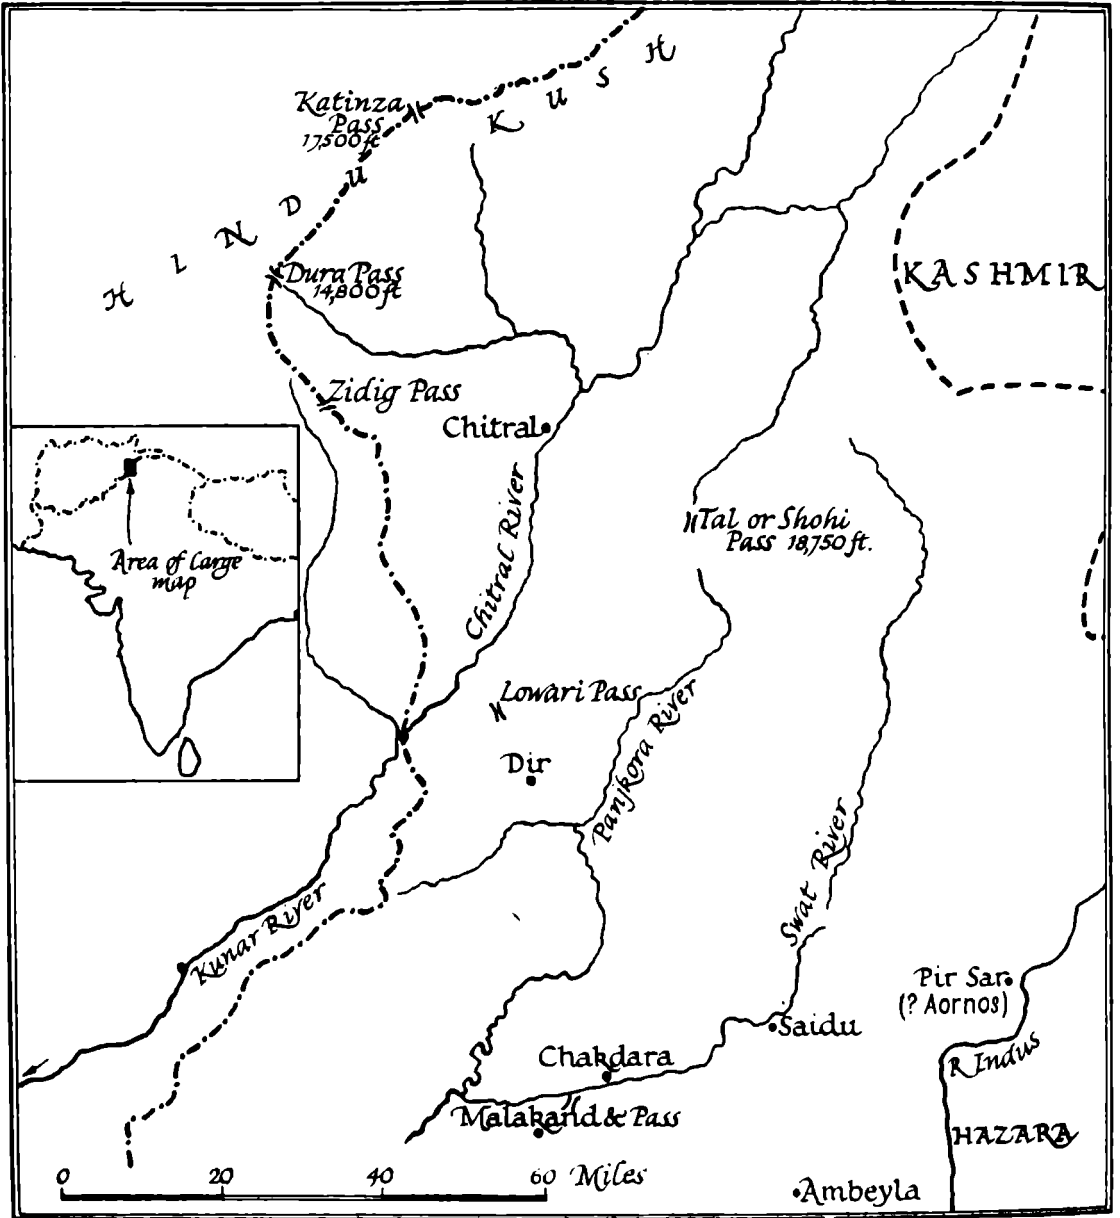 HINDU KUSH
Katinza
Pass
17,500 ft
Dura Pass
14,800 ft
KASHMIR
Zidig Pass
Chitral
Chitral River
Tal or Shohi
Pass 18,750 ft.
Area of large
map
Lowari Pass
Dir
Panjkora River
Swat River
Kunar River
Pir Sar
(? Aornos)
Saidu
R Indus
Chakdara
Malakand & Pass
HAZARA
0 20 40 60 Miles
Ambeyla